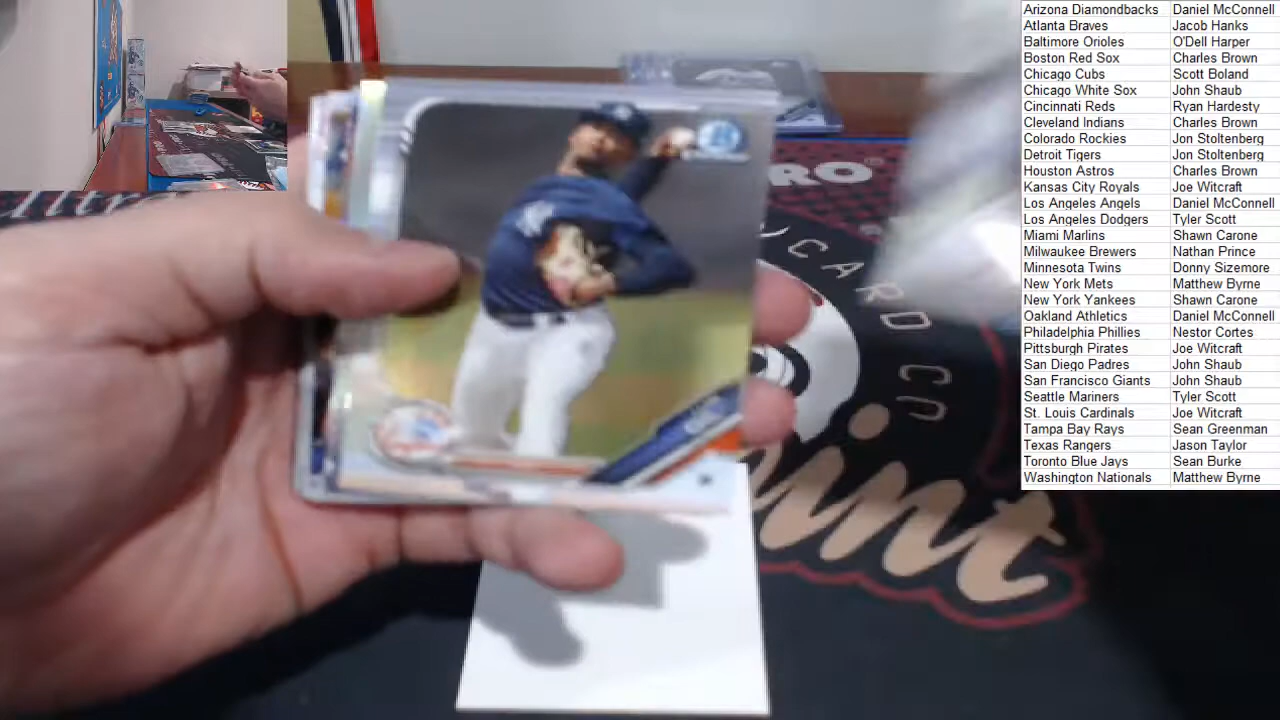 Arizona Diamondbacks Daniel McConnell
Atlanta Braves Jacob Hanks
Baltimore Orioles O'Dell Harper
Boston Red Sox Charles Brown
Chicago Cubs Scott Boland
Chicago White Sox John Shaub
Cincinnati Reds Ryan Hardesty
Cleveland Indians Charles Brown
Colorado Rockies Jon Stoltenberg
Detroit Tigers Jon Stoltenberg
Houston Astros Charles Brown
Kansas City Royals Joe Witcraft
Los Angeles Angels Daniel McConnell
Los Angeles Dodgers Tyler Scott
Miami Marlins Shawn Carone
Milwaukee Brewers Nathan Prince
Minnesota Twins Donny Sizemore
New York Mets Matthew Byrne
New York Yankees Shawn Carone
Oakland Athletics Daniel McConnell
Philadelphia Phillies Nestor Cortes
Pittsburgh Pirates Joe Witcraft
San Diego Padres John Shaub
San Francisco Giants John Shaub
Seattle Mariners Tyler Scott
St. Louis Cardinals Joe Witcraft
Tampa Bay Rays Sean Greenman
Texas Rangers Jason Taylor
Toronto Blue Jays Sean Burke
Washington Nationals Matthew Byrne
RO
CARD CO